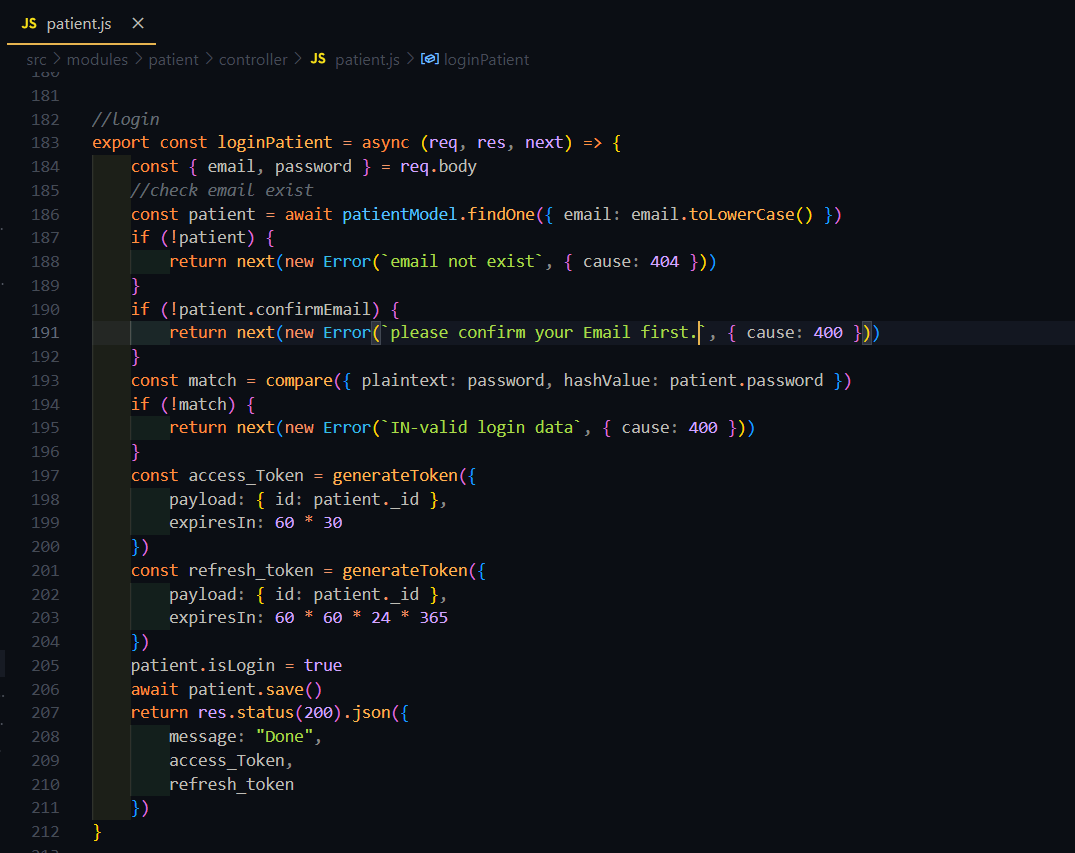 JS patient.js ×
src > modules > patient > controller > JS patient.js > loginPatient
180
181
182 //login
183 export const loginPatient = async (req, res, next) => {
184 const { email, password } = req.body
185 //check email exist
186 const patient = await patientModel.findOne({ email: email.toLowerCase() })
187 if (!patient) {
188 return next(new Error(`email not exist`, { cause: 404 }))
189 }
190 if (!patient.confirmEmail) {
191 return next(new Error(`please confirm your Email first.`, { cause: 400 }))
192 }
193 const match = compare({ plaintext: password, hashValue: patient.password })
194 if (!match) {
195 return next(new Error(`IN-valid login data`, { cause: 400 }))
196 }
197 const access_Token = generateToken({
198 payload: { id: patient._id },
199 expiresIn: 60 * 30
200 })
201 const refresh_token = generateToken({
202 payload: { id: patient._id },
203 expiresIn: 60 * 60 * 24 * 365
204 })
205 patient.isLogin = true
206 await patient.save()
207 return res.status(200).json({
208 message: "Done",
209 access_Token,
210 refresh_token
211 })
212 }